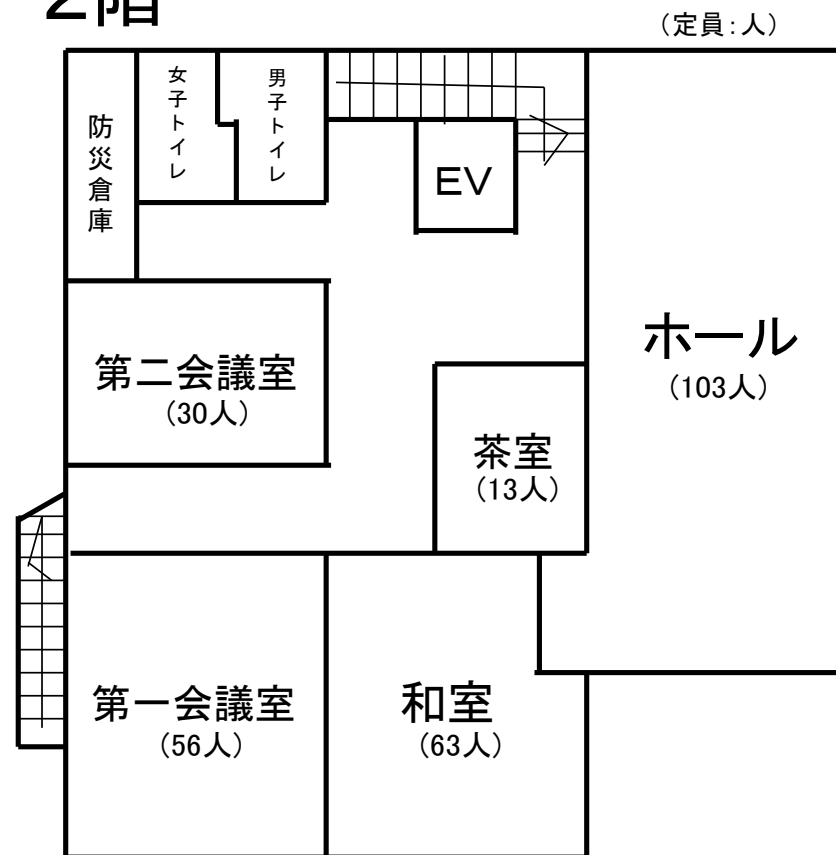 2階
（定員：人）
女子トイレ
男子トイレ
防災倉庫
EV
ホール
（103人）
第二会議室
（30人）
茶室
（13人）
第一会議室
（56人）
和室
（63人）